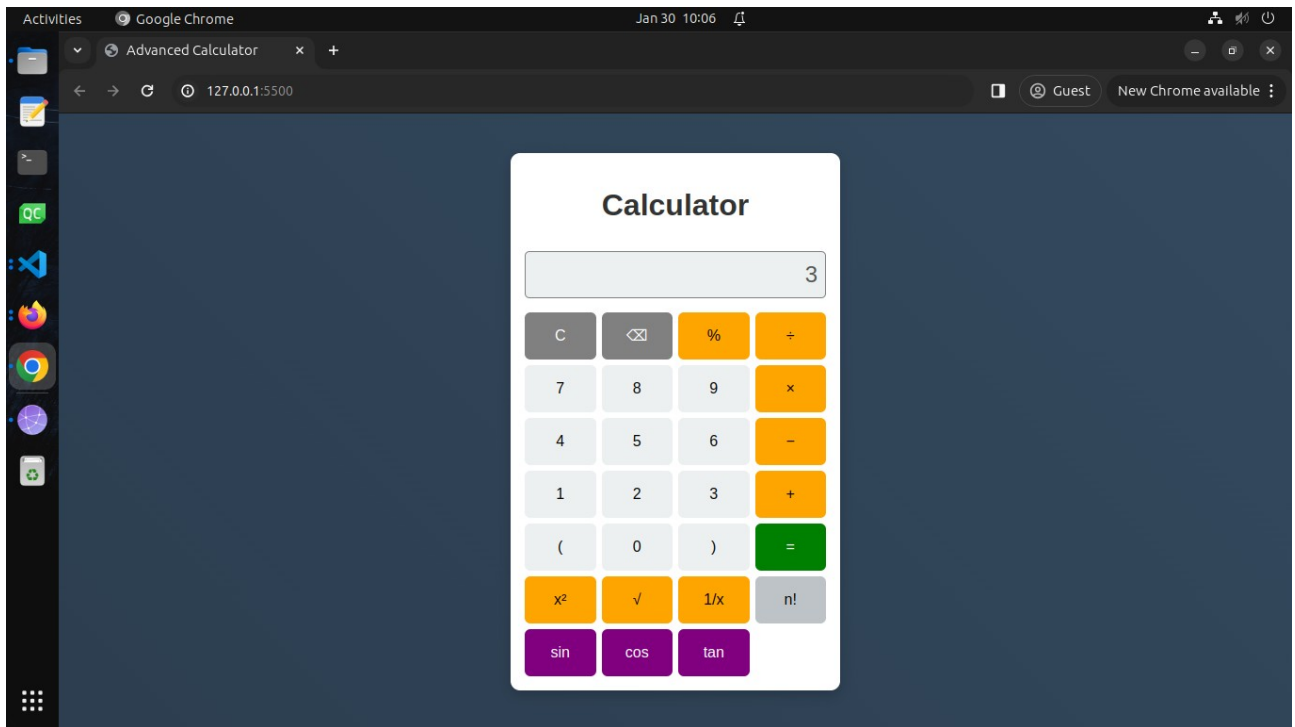 Activities Google Chrome Jan 30 10:06
Advanced Calculator × +
127.0.0.1:5500 Guest New Chrome available
QC
Calculator
3
C ⌫ % ÷
7 8 9 ×
4 5 6 −
1 2 3 +
( 0 ) =
x² √ 1/x n!
sin cos tan